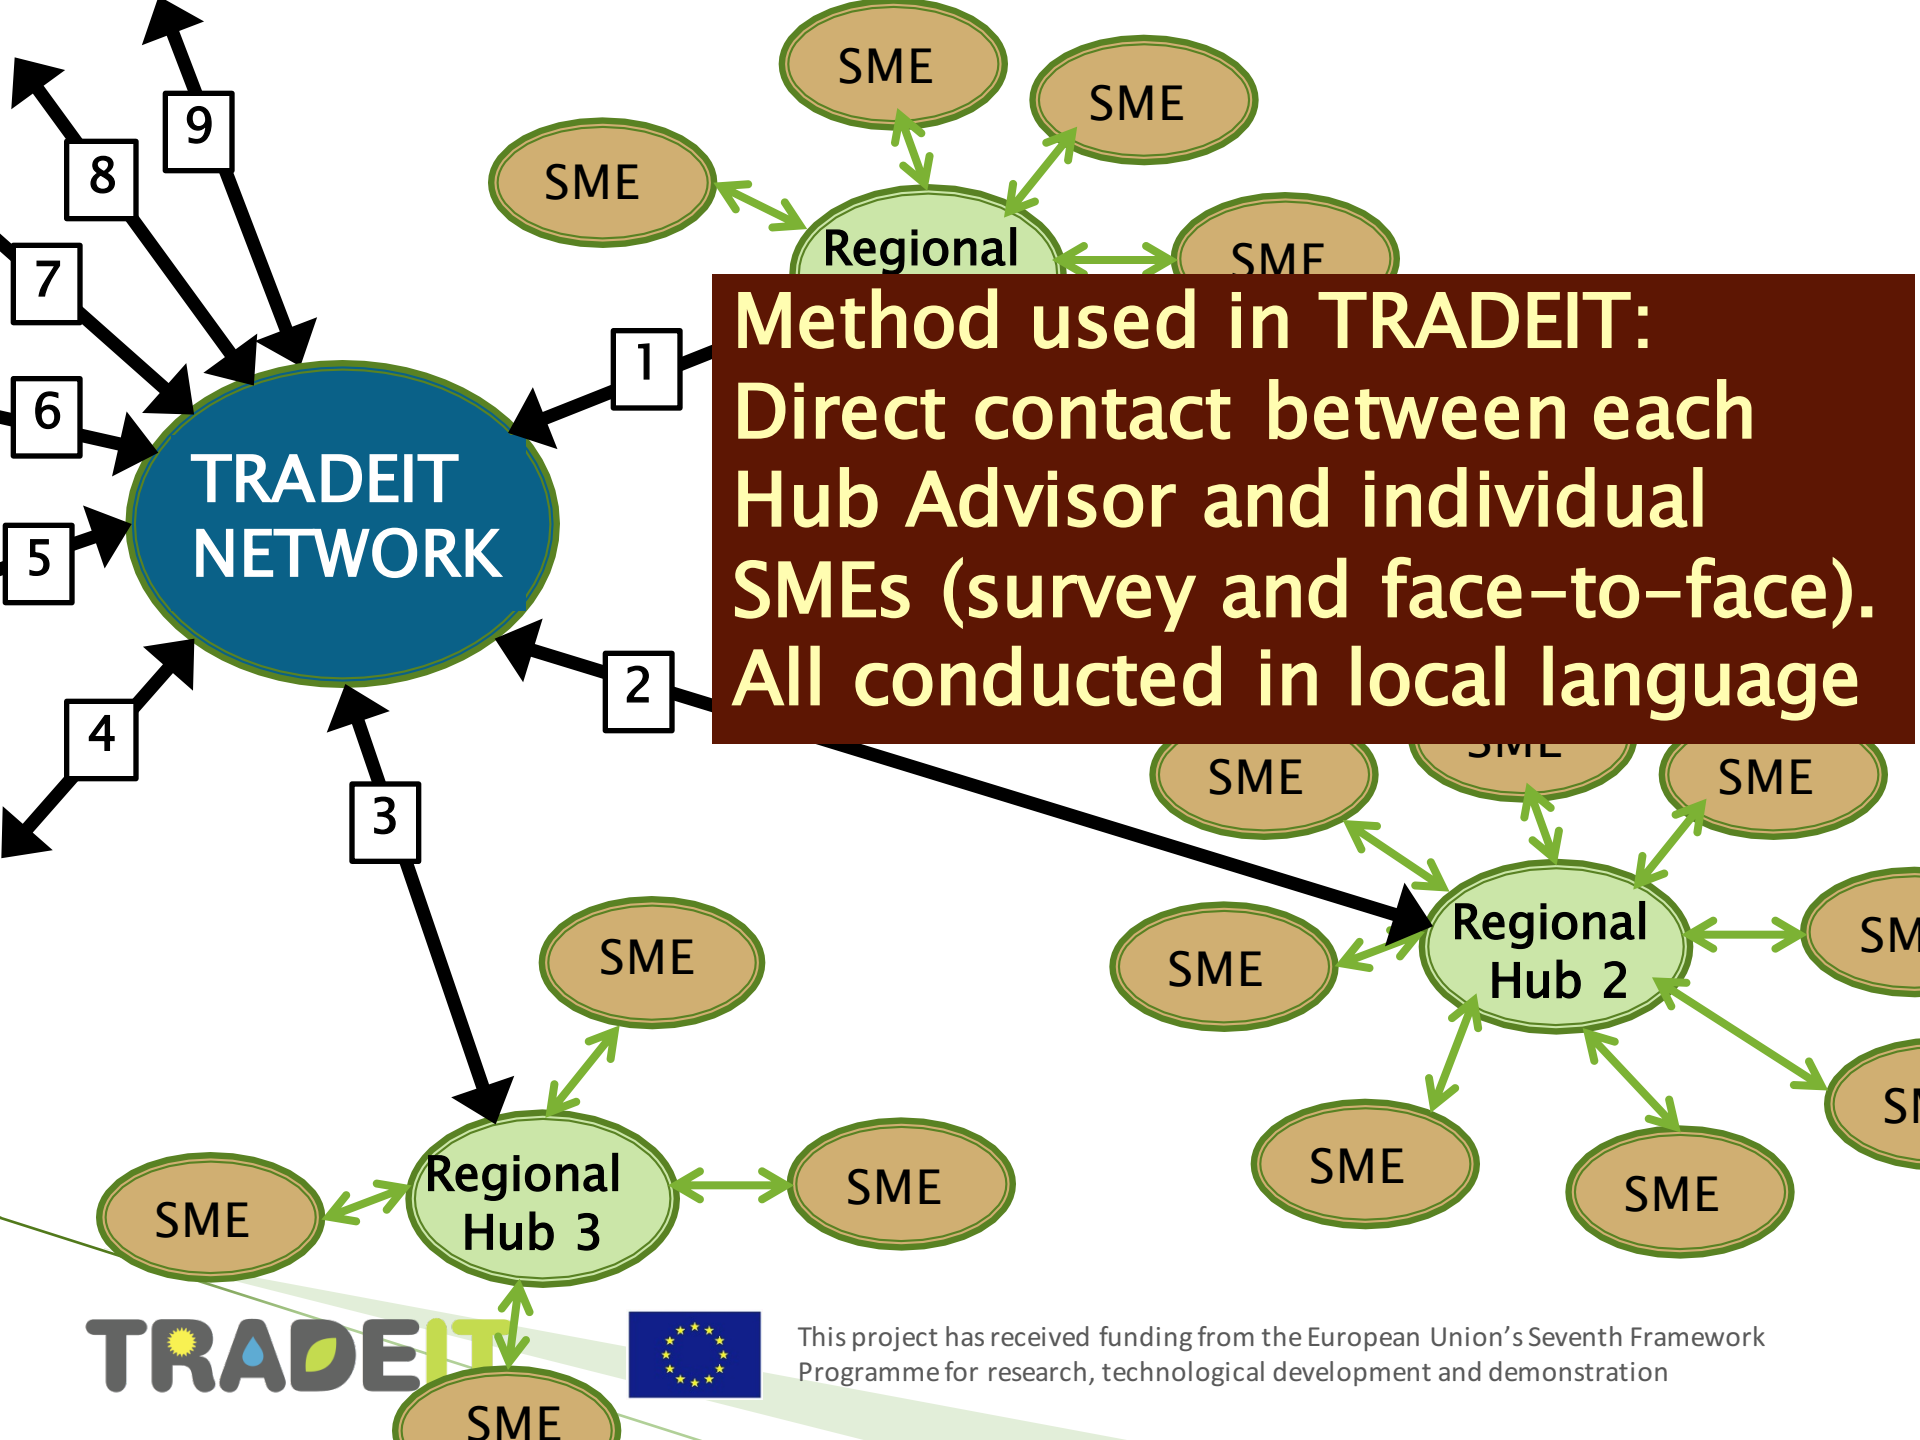 9
8
7
6
5
4
3
2
1
TRADEIT
NETWORK
SME
SME
SME
SME
Regional
Method used in TRADEIT:
Direct contact between each
Hub Advisor and individual
SMEs (survey and face-to-face).
All conducted in local language
SME
SME
SME
SME
Regional
Hub 2
SM
SM
SME
SME
SME
Regional
Hub 3
SME
SME
SME
TRADEIT
This project has received funding from the European Union's Seventh Framework
Programme for research, technological development and demonstration